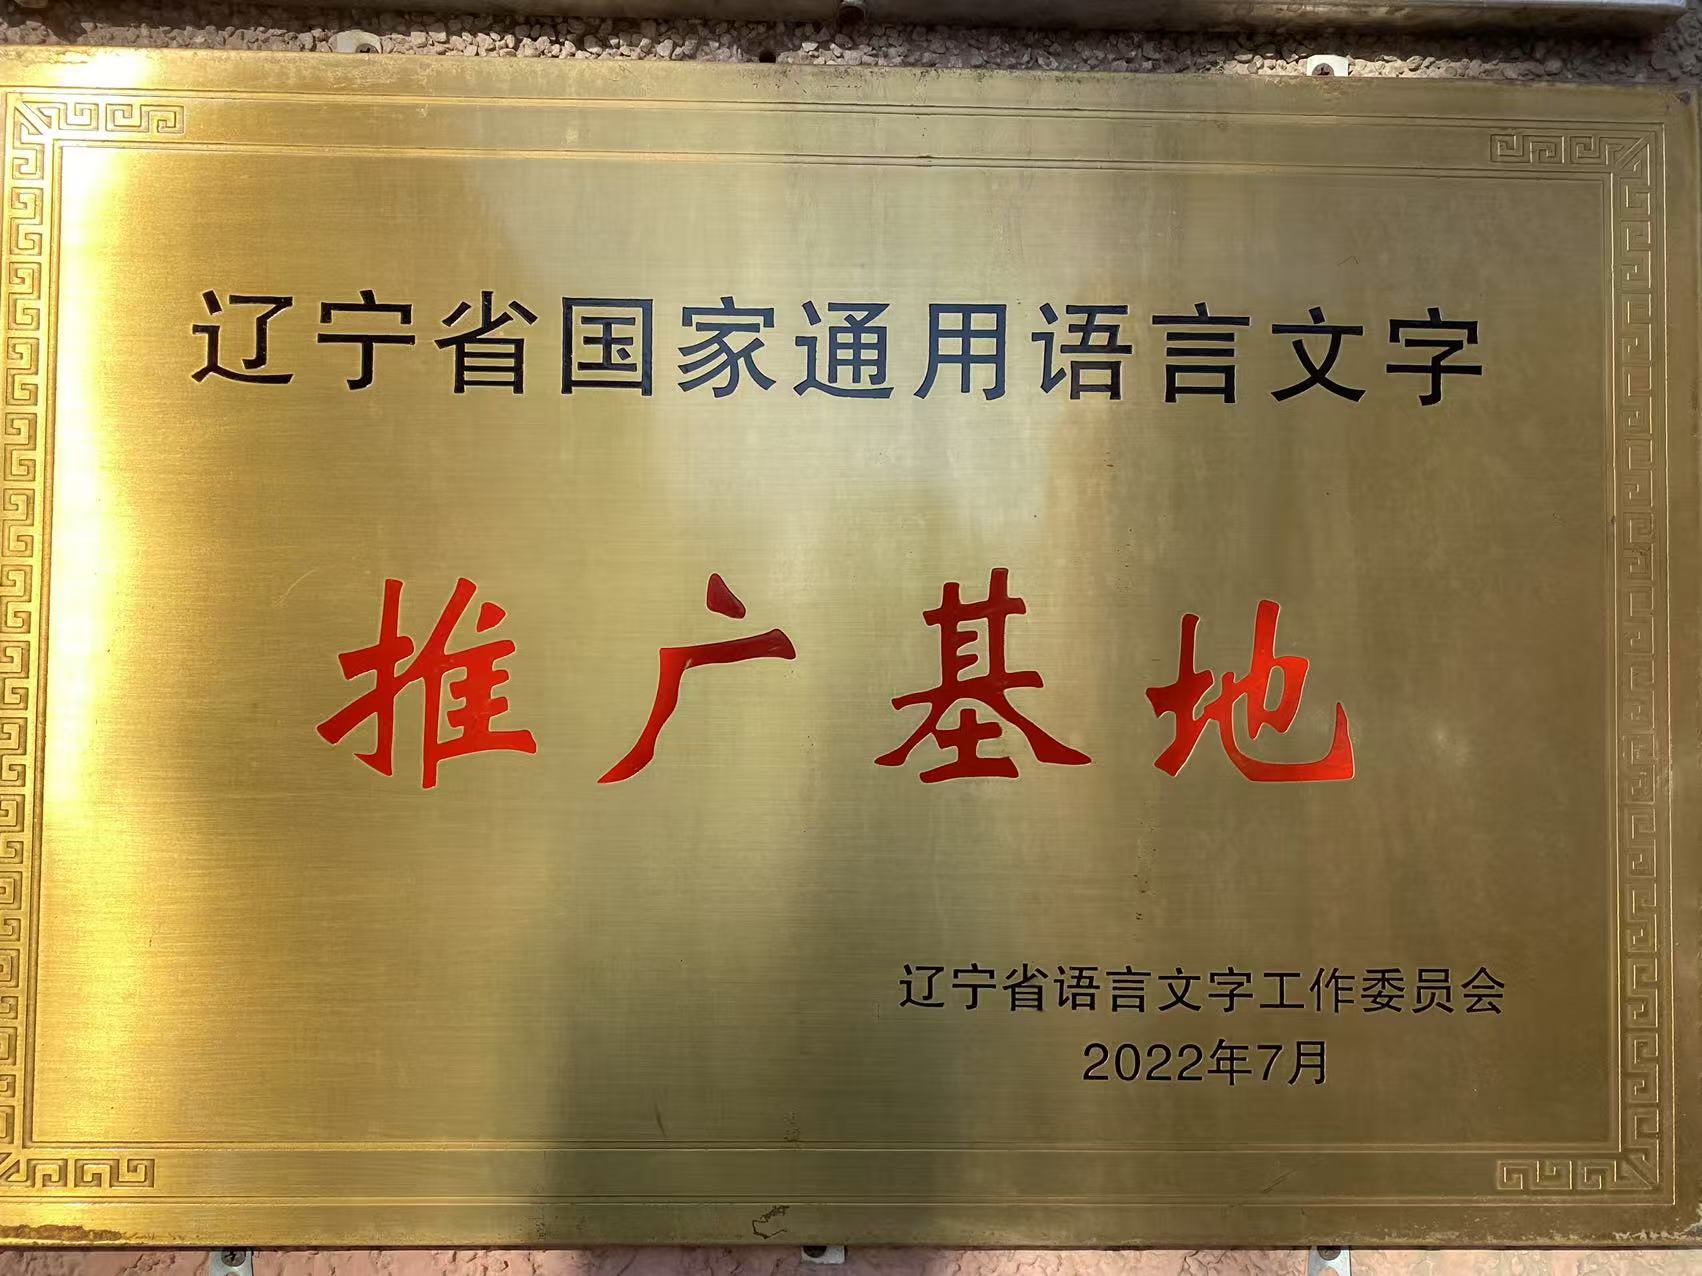 辽宁省国家通用语言文字
推广基地
辽宁省语言文字工作委员会
2022年7月